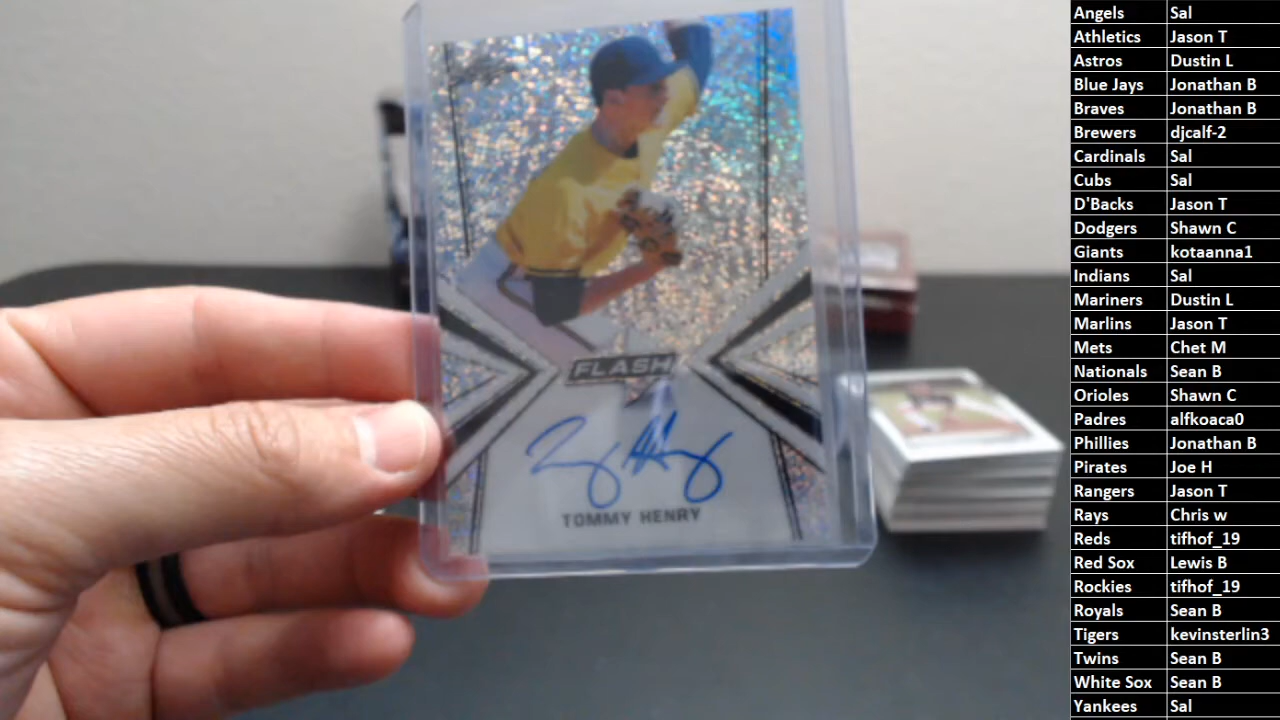 FLASH
TOMMY HENRY
Angels Sal
Athletics Jason T
Astros Dustin L
Blue Jays Jonathan B
Braves Jonathan B
Brewers djcalf-2
Cardinals Sal
Cubs Sal
D'Backs Jason T
Dodgers Shawn C
Giants kotaanna1
Indians Sal
Mariners Dustin L
Marlins Jason T
Mets Chet M
Nationals Sean B
Orioles Shawn C
Padres alfkoaca0
Phillies Jonathan B
Pirates Joe H
Rangers Jason T
Rays Chris w
Reds tifhof_19
Red Sox Lewis B
Rockies tifhof_19
Royals Sean B
Tigers kevinsterlin3
Twins Sean B
White Sox Sean B
Yankees Sal